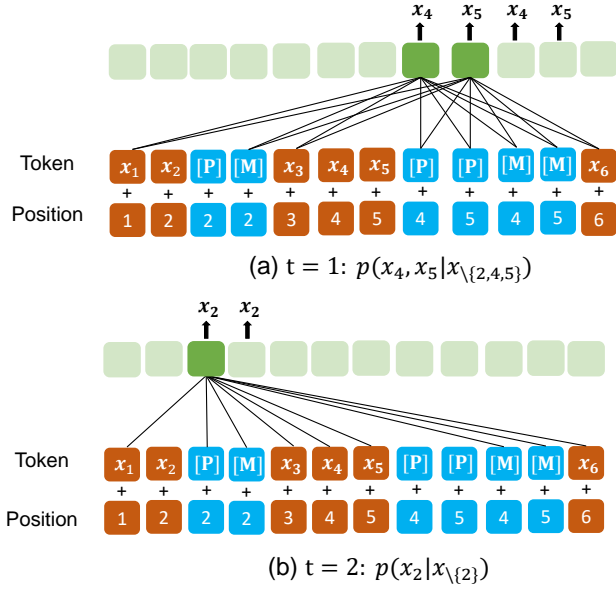 x₄ x₅ x₄ x₅
Token x₁ x₂ [P] [M] x₃ x₄ x₅ [P] [P] [M] [M] x₆
+ + + + + + + + + + + +
Position 1 2 2 2 3 4 5 4 5 4 5 6
(a) t = 1: p(x₄, x₅|x\{2,4,5})
x₂ x₂
Token x₁ x₂ [P] [M] x₃ x₄ x₅ [P] [P] [M] [M] x₆
+ + + + + + + + + + + +
Position 1 2 2 2 3 4 5 4 5 4 5 6
(b) t = 2: p(x₂|x\{2})